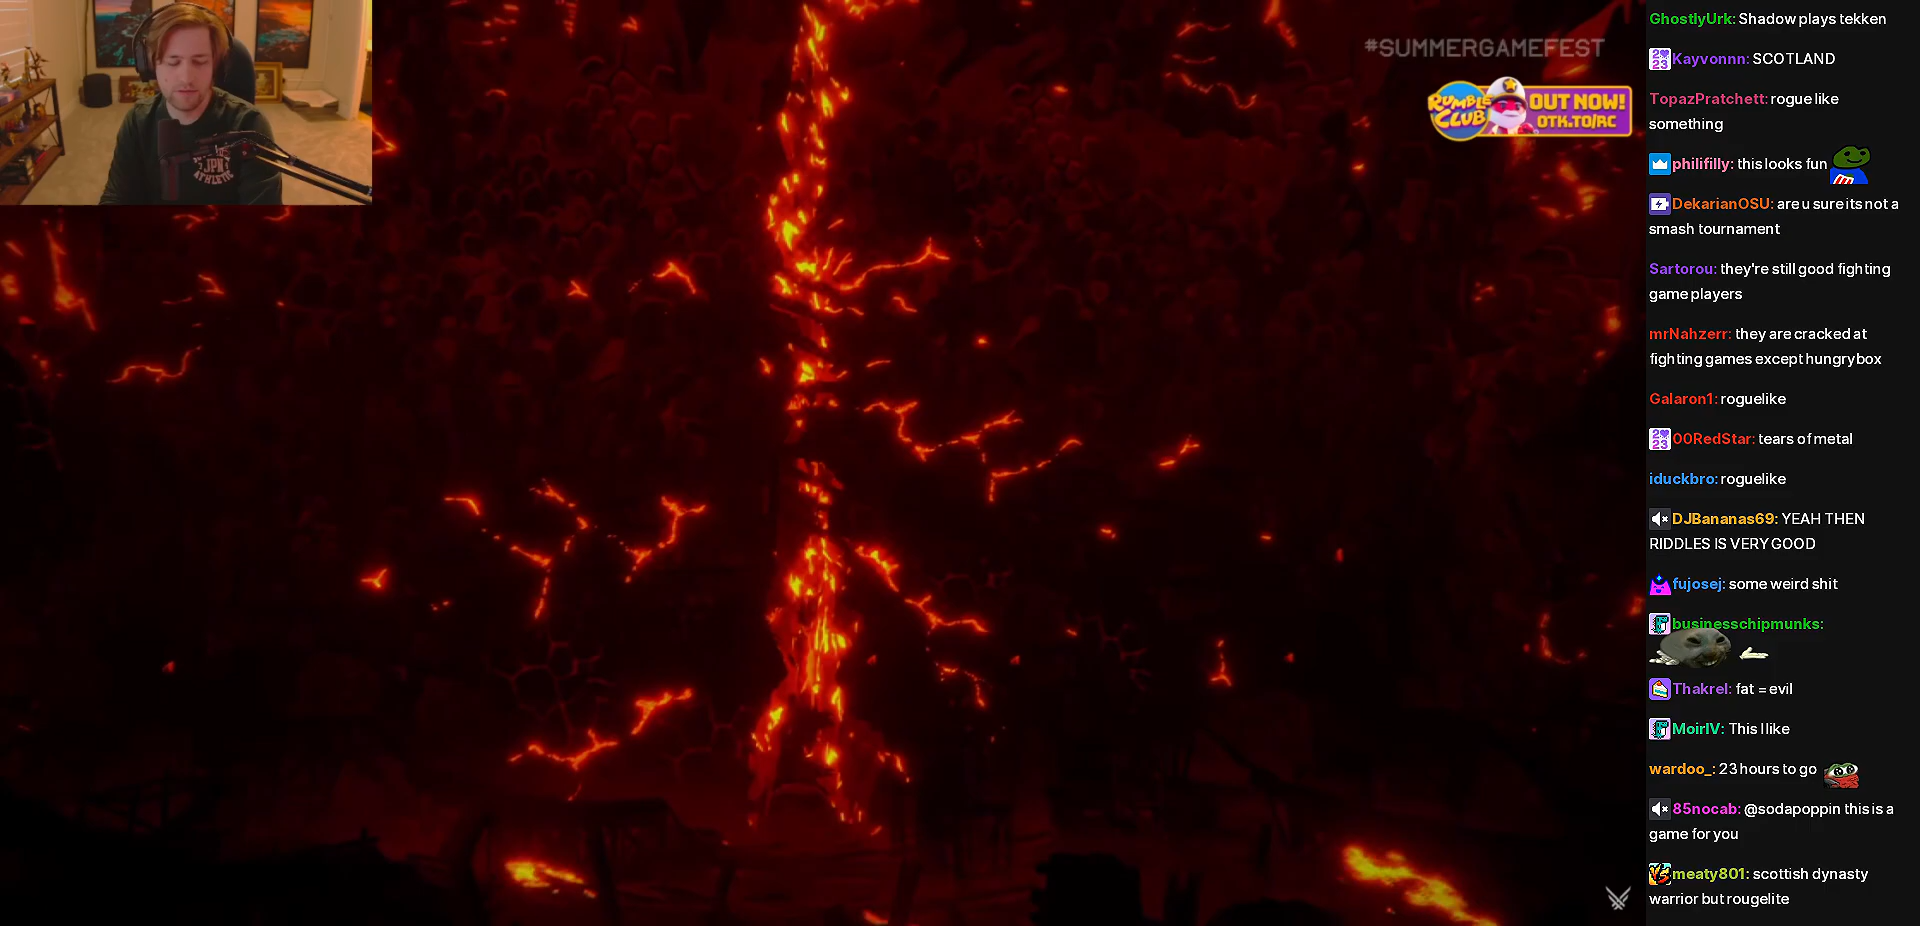 #SUMMERGAMEFEST
RUMBLE CLUB
OUT NOW!
OTK.TO/RC
JPN
ATHLETIC
GhostlyUrk: Shadow plays tekken
Kayvonnn: SCOTLAND
TopazPratchett: rogue like
something
philifilly: this looks fun
DekarianOSU: are u sure its not a
smash tournament
Sartorou: they're still good fighting
game players
mrNahzerr: they are cracked at
fighting games except hungrybox
Galaron1: roguelike
00RedStar: tears of metal
iduckbro: roguelike
DJBananas69: YEAH THEN
RIDDLES IS VERY GOOD
fujosej: some weird shit
businesschipmunks:
Thakrel: fat = evil
MoirIV: This I like
wardoo_: 23 hours to go
85nocab: @sodapoppin this is a
game for you
meaty801: scottish dynasty
warrior but rougelite